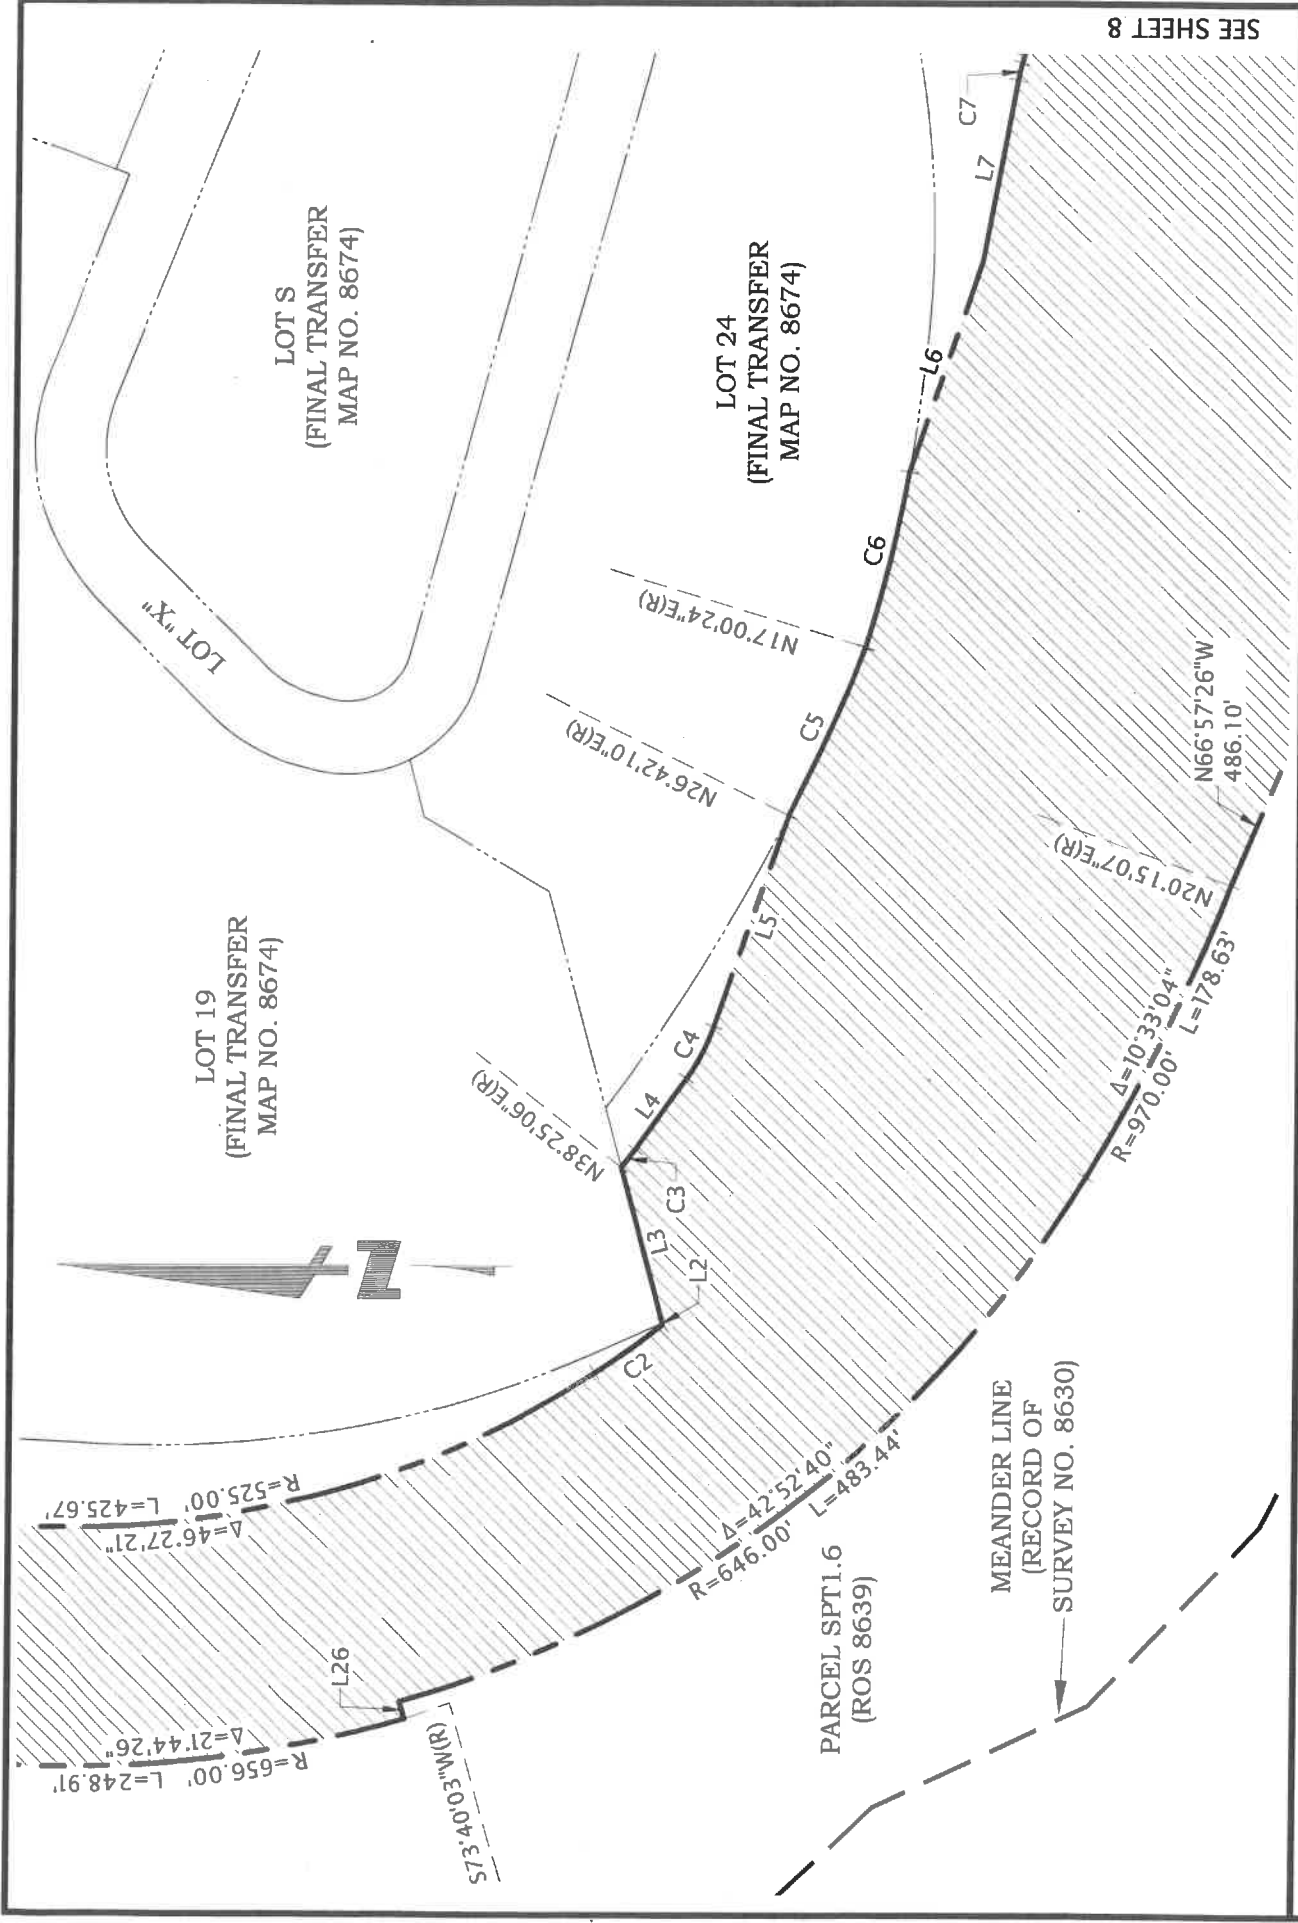 SEE SHEET 8
LOT S
(FINAL TRANSFER
MAP NO. 8674)
LOT "X"
LOT 24
(FINAL TRANSFER
MAP NO. 8674)
LOT 19
(FINAL TRANSFER
MAP NO. 8674)
C7
L7
L6
C6
N17°00'24"E(R)
C5
N26°42'10"E(R)
L5
C4
L4
N38°25'06"E(R)
C3
L3
L2
C2
Z
N66°57'26"W
486.10'
N20°15'07"E(R)
Δ=10°33'04"
R=970.00' L=178.63'
Δ=42°52'40"
R=646.00' L=483.44'
R=525.00' L=425.67'
Δ=46°27'21"
L26
Δ=21°44'26"
R=656.00' L=248.91'
S73°40'03"W(R)
PARCEL SPT1.6
(ROS 8639)
MEANDER LINE
(RECORD OF
SURVEY NO. 8630)